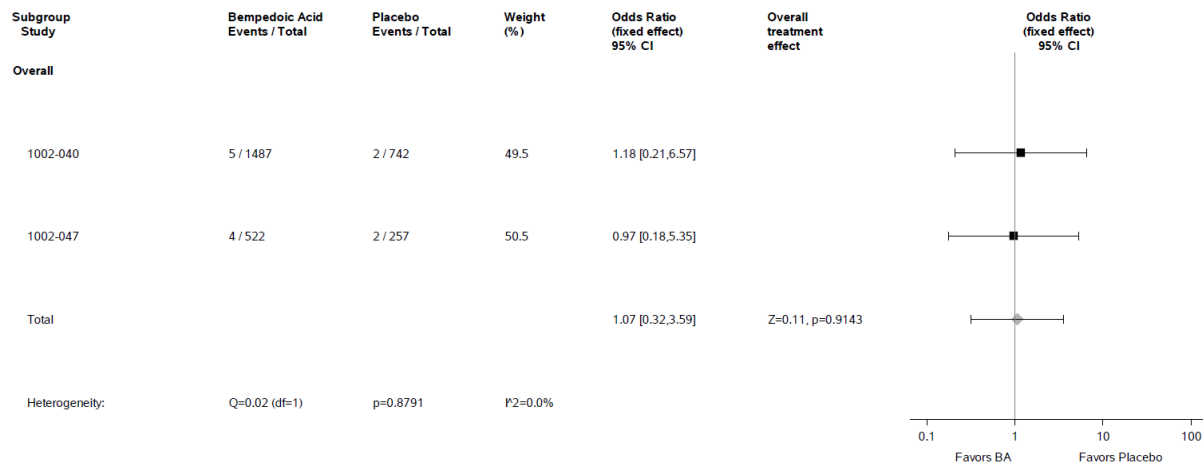 Subgroup Bempedoic Acid Placebo Weight Odds Ratio Overall Odds Ratio
Study Events / Total Events / Total (%) (fixed effect) treatment (fixed effect)
95% CI effect 95% CI
Overall
1002-040 5 / 1487 2 / 742 49.5 1.18 [0.21,6.57]
1002-047 4 / 522 2 / 257 50.5 0.97 [0.18,5.35]
Total 1.07 [0.32,3.59] Z=0.11, p=0.9143
Heterogeneity: Q=0.02 (df=1) p=0.8791 I^2=0.0%
0.1 1 10 100
Favors BA Favors Placebo